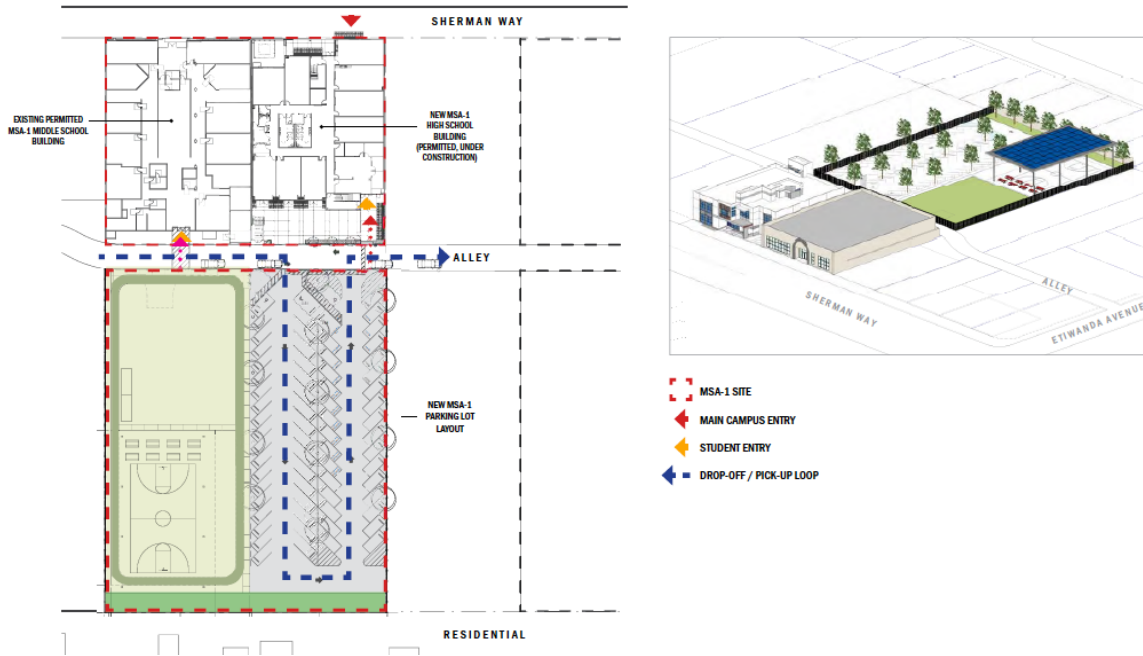 SHERMAN WAY
EXISTING PERMITTED
MSA-1 MIDDLE SCHOOL
BUILDING
NEW MSA-1
HIGH SCHOOL
BUILDING
(PERMITTED, UNDER
CONSTRUCTION)
ALLEY
NEW MSA-1
PARKING LOT
LAYOUT
RESIDENTIAL
SHERMAN WAY
ALLEY
ETIWANDA AVENUE
MSA-1 SITE
MAIN CAMPUS ENTRY
STUDENT ENTRY
DROP-OFF / PICK-UP LOOP